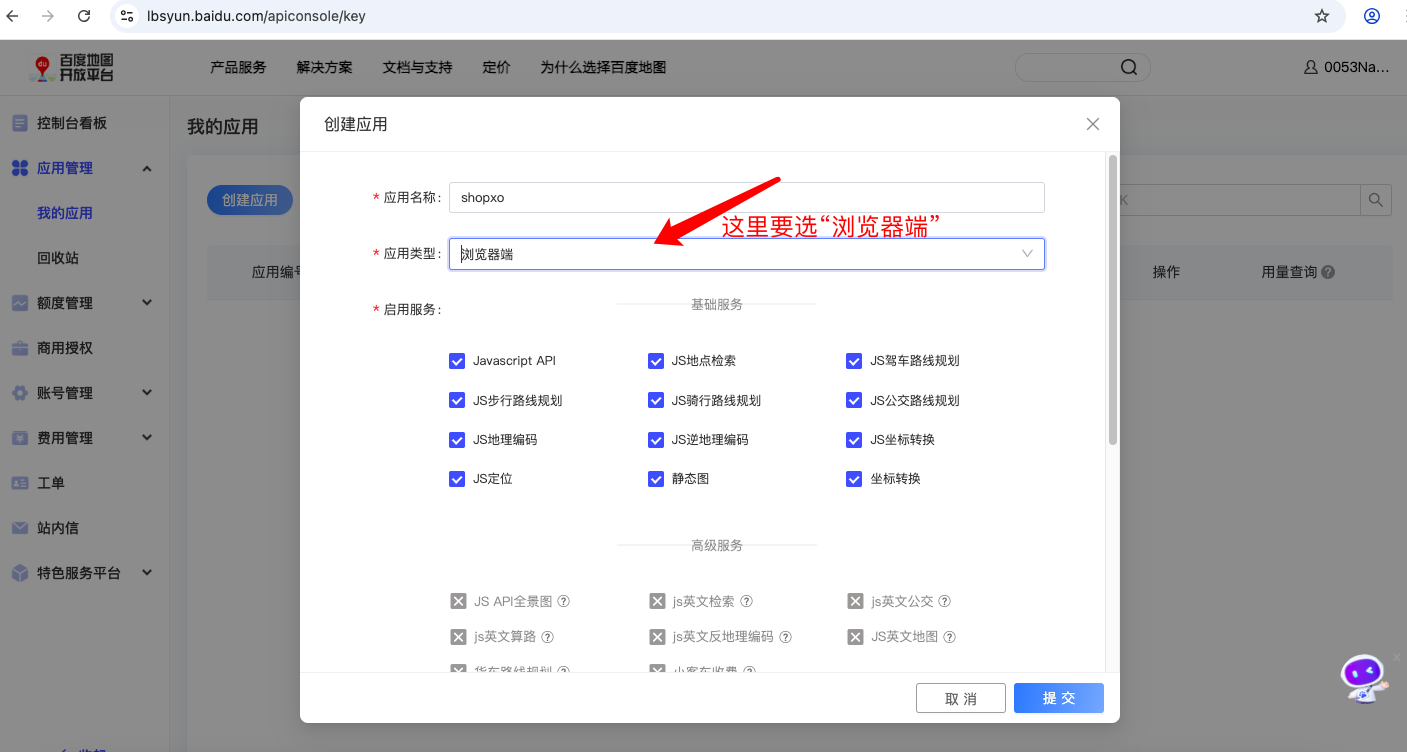 lbsyun.baidu.com/apiconsole/key
百度地图
开放平台
du
产品服务 解决方案 文档与支持 定价 为什么选择百度地图
0053Na...
控制台看板
应用管理
我的应用
回收站
额度管理
商用授权
账号管理
费用管理
工单
站内信
特色服务平台
我的应用
创建应用
K
应用编号
操作
用量查询
创建应用
* 应用名称: shopxo
这里要选“浏览器端”
* 应用类型: 浏览器端
* 启用服务: 基础服务
Javascript API JS地点检索 JS驾车路线规划
JS步行路线规划 JS骑行路线规划 JS公交路线规划
JS地理编码 JS逆地理编码 JS坐标转换
JS定位 静态图 坐标转换
高级服务
JS API全景图 js英文检索 js英文公交
js英文算路 js英文反地理编码 JS英文地图
货车路线规划 小客车收费
取消 提交